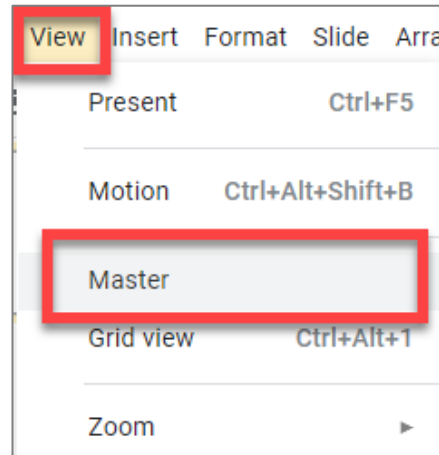 View Insert Format Slide Arra
Present Ctrl+F5
Motion Ctrl+Alt+Shift+B
Master
Grid view Ctrl+Alt+1
Zoom